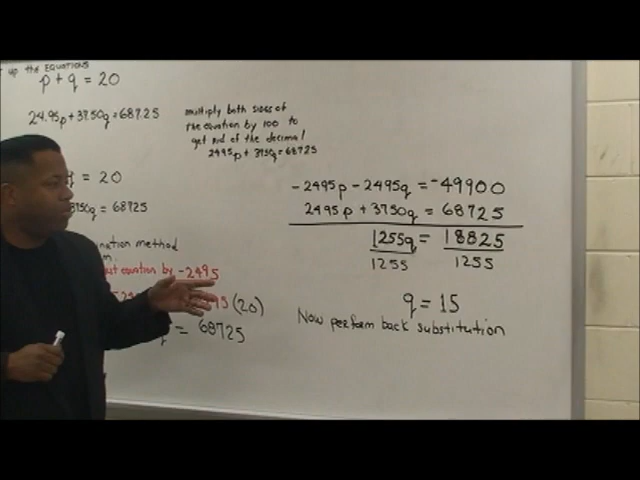 up the Equations
p + q = 20
24.95p + 37.50q = 687.25
multiply both sides of
the equation by 100 to
get rid of the decimal
2495p + 3750q = 68725
= 20
3750q = 68725
nation method
equation by -2495
(20)
= 68725
- 2495p - 2495q = -49900
2495p + 3750q = 68725
1255q = 18825
1255 1255
q = 15
Now perform back substitution